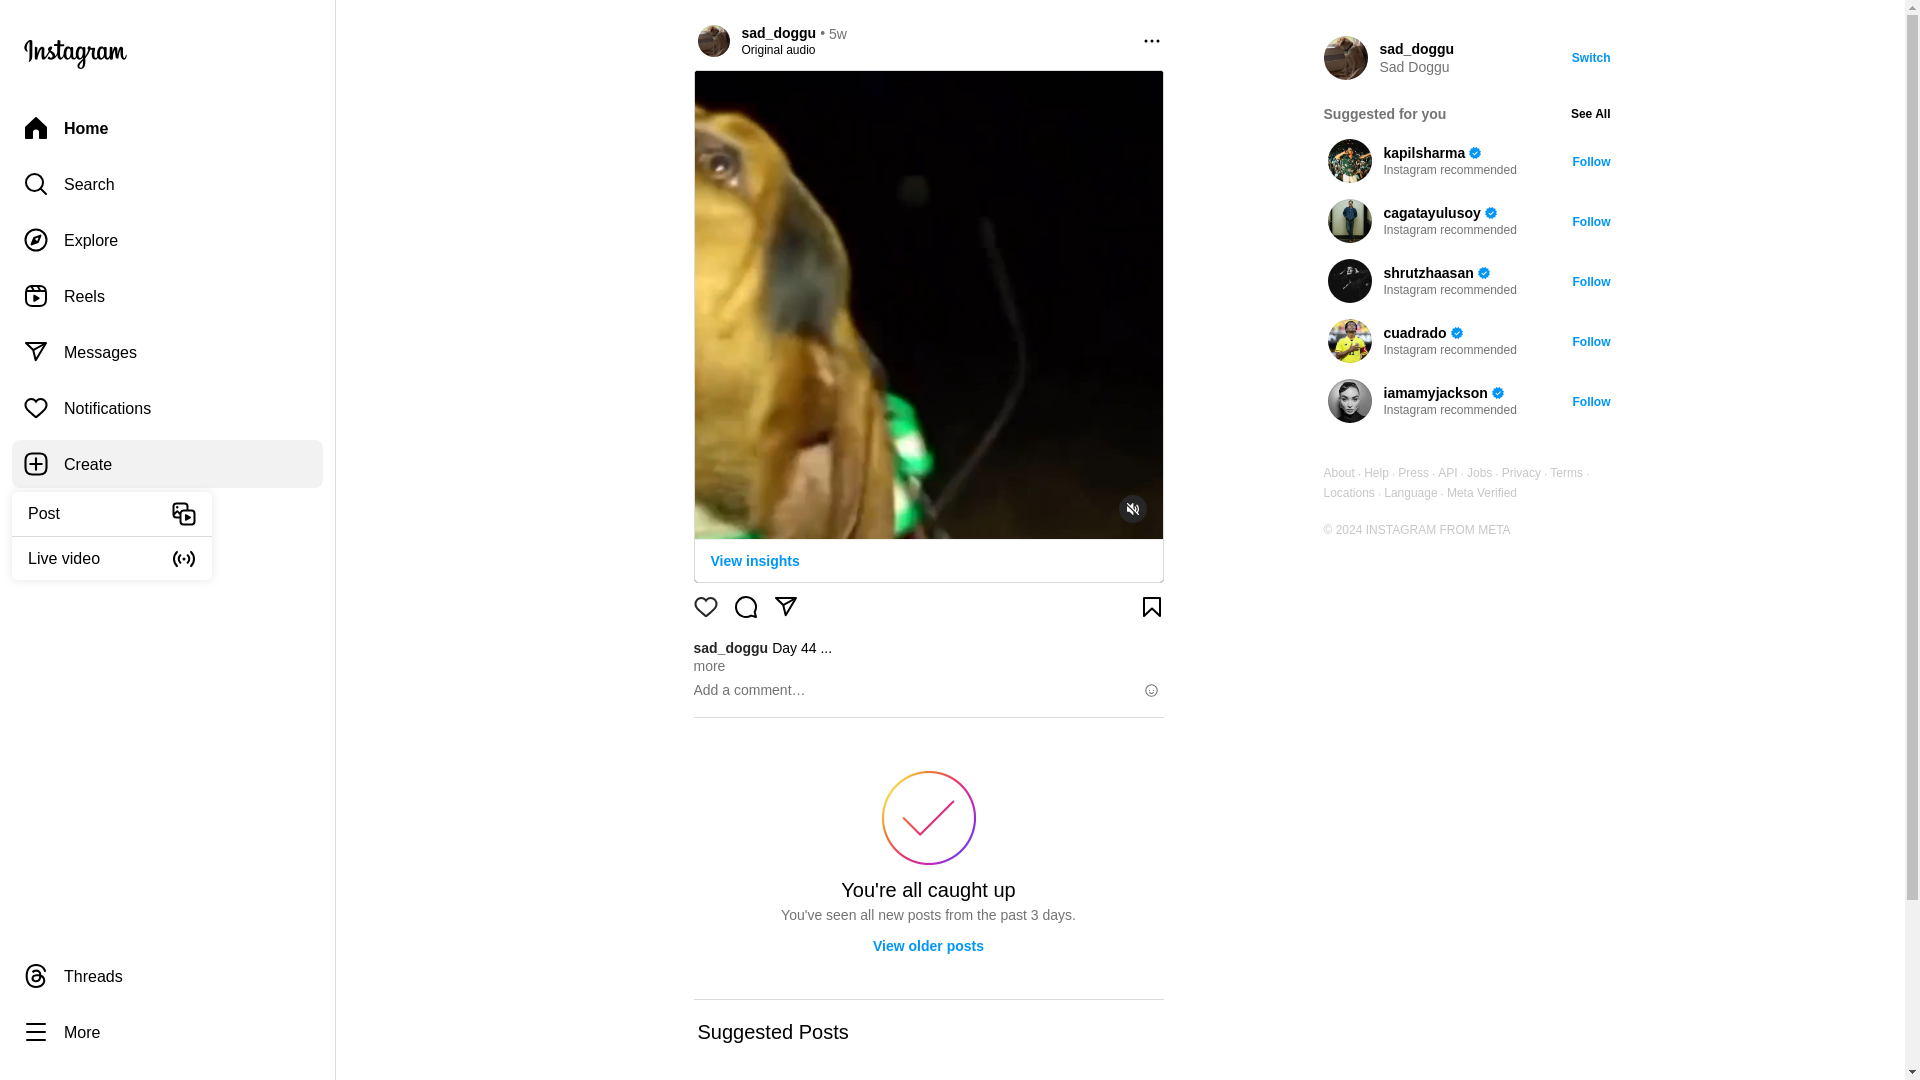 Instagram
Home
Search
Explore
Reels
Messages
Notifications
Create
Post
Live video
Threads
More
sad_doggu • 5w
Original audio
View insights
sad_doggu Day 44 ...
more
Add a comment…
You're all caught up
You've seen all new posts from the past 3 days.
View older posts
Suggested Posts
sad_doggu
Sad Doggu
Switch
Suggested for you
See All
kapilsharma
Instagram recommended
Follow
cagatayulusoy
Instagram recommended
Follow
shrutzhaasan
Instagram recommended
Follow
cuadrado
Instagram recommended
Follow
iamamyjackson
Instagram recommended
Follow
About · Help · Press · API · Jobs · Privacy · Terms ·
Locations · Language · Meta Verified
© 2024 INSTAGRAM FROM META